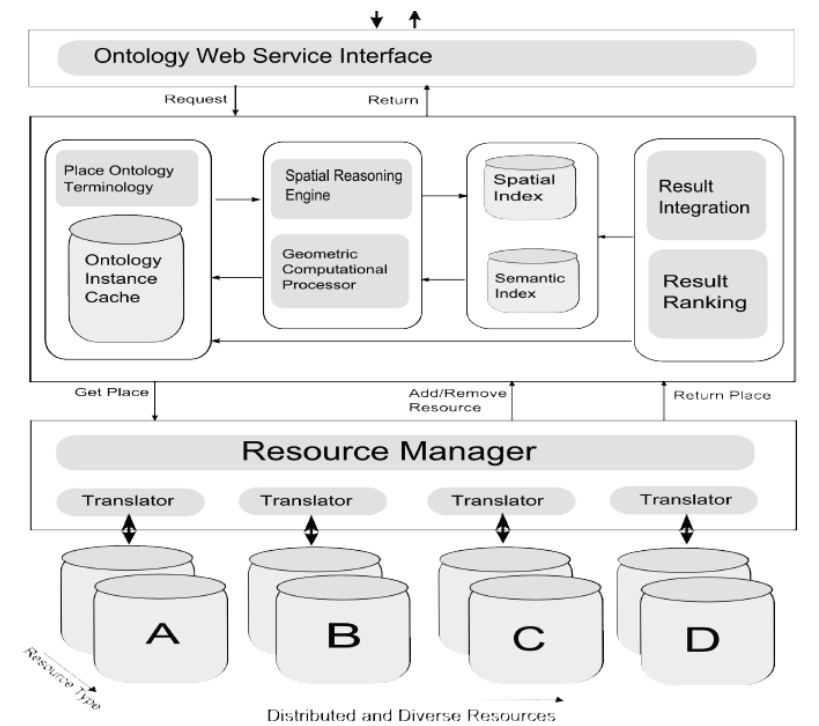 Ontology Web Service Interface
Request
Return
Place Ontology
Terminology
Ontology
Instance
Cache
Spatial Reasoning
Engine
Geometric
Computational
Processor
Spatial
Index
Semantic
Index
Result
Integration
Result
Ranking
Get Place
Add/Remove
Resource
Return Place
Resource Manager
Translator
Translator
Translator
Translator
A
B
C
D
Resource Type
Distributed and Diverse Resources